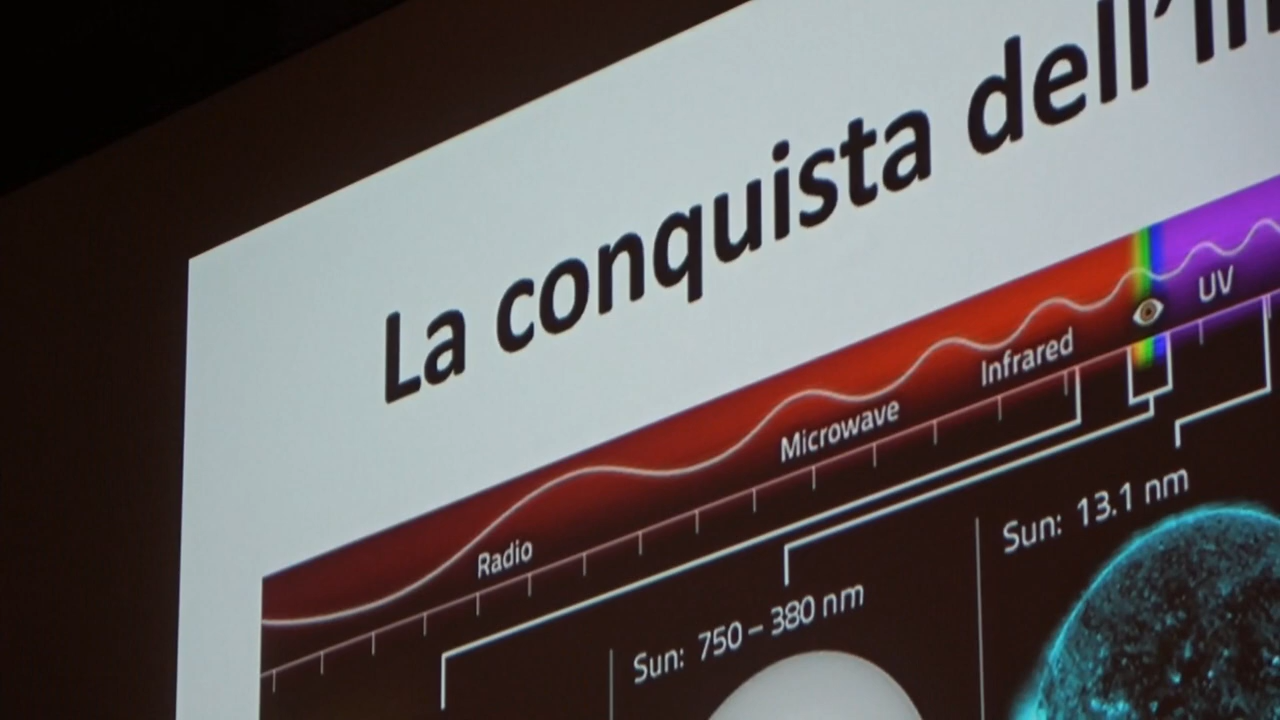 La conquista dell'in
Radio Microwave Infrared UV
Sun: 750 – 380 nm
Sun: 13.1 nm